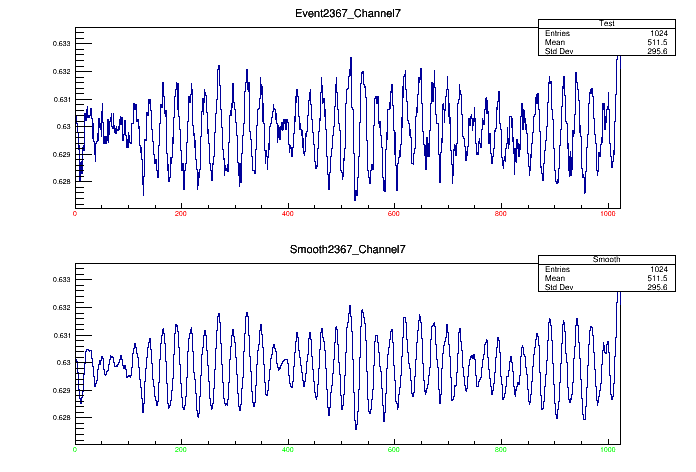 Event2367_Channel7
Test
Entries 1024
Mean 511.5
Std Dev 295.6
0.633
0.632
0.631
0.63
0.629
0.628
0 200 400 600 800 1000
Smooth2367_Channel7
Smooth
Entries 1024
Mean 511.5
Std Dev 295.6
0.633
0.632
0.631
0.63
0.629
0.628
0 200 400 600 800 1000